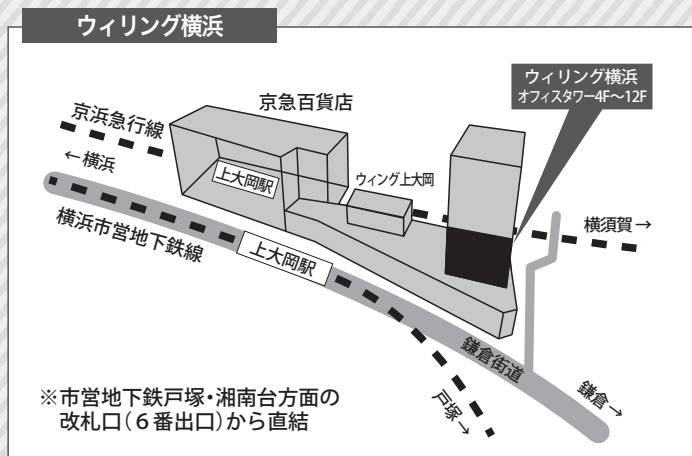 ウィリング横浜
ウィリング横浜
オフィスタワー4F〜12F
京急百貨店
京浜急行線
←横浜
上大岡駅
ウィング上大岡
横須賀→
横浜市営地下鉄線
上大岡駅
鎌倉街道
鎌倉→
戸塚→
※市営地下鉄戸塚・湘南台方面の
改札口（6番出口）から直結